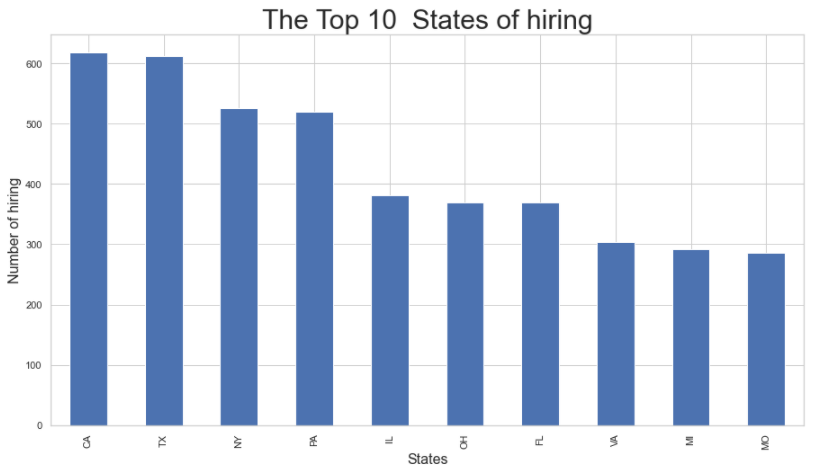 The Top 10  States of hiring
Number of hiring
600
500
400
300
200
100
0
CA
TX
NY
PA
IL
OH
FL
VA
MI
MO
States